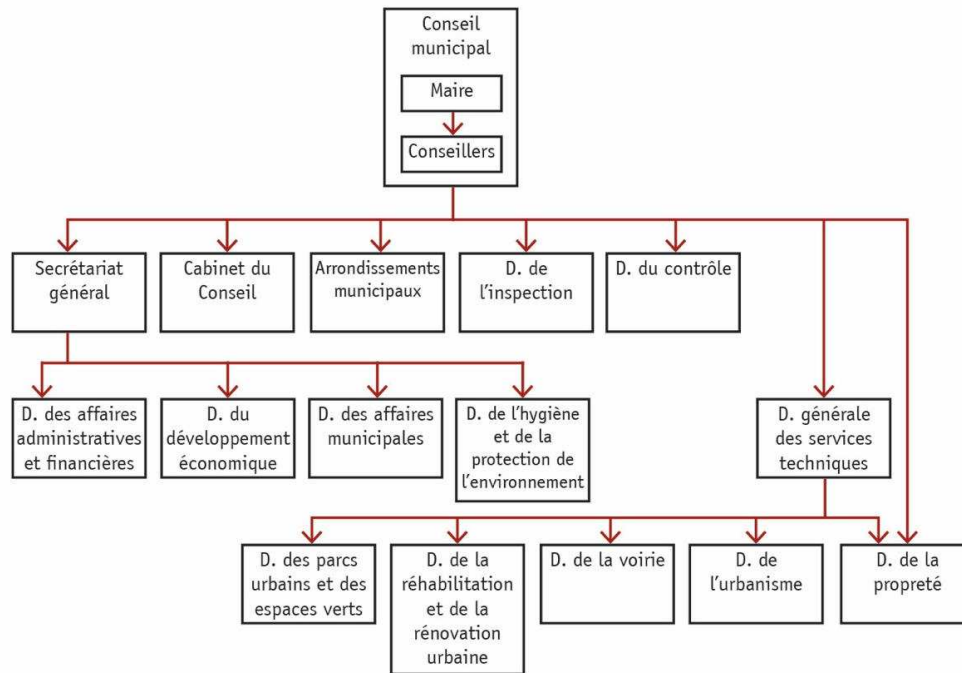 Conseil
municipal
Maire
Conseillers
Secrétariat
général
Cabinet du
Conseil
Arrondissements
municipaux
D. de
l'inspection
D. du contrôle
D. des affaires
administratives
et financières
D. du
développement
économique
D. des affaires
municipales
D. de l'hygiène
et de la
protection de
l'environnement
D. générale
des services
techniques
D. des parcs
urbains et des
espaces verts
D. de la
réhabilitation
et de la
rénovation
urbaine
D. de la voirie
D. de
l'urbanisme
D. de la
propreté